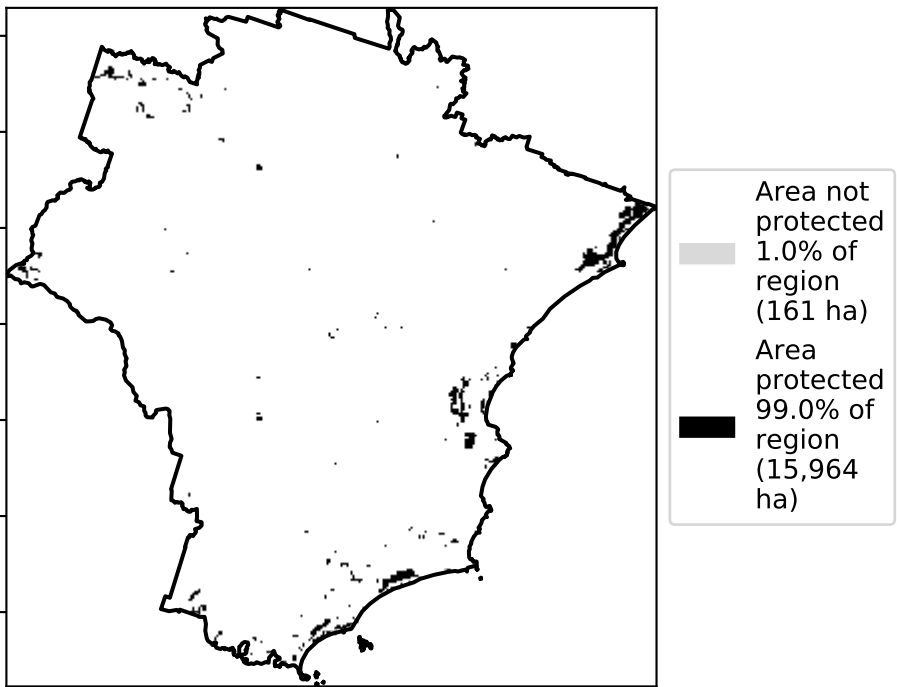 Area not
protected
1.0% of
region
(161 ha)
Area
protected
99.0% of
region
(15,964
ha)